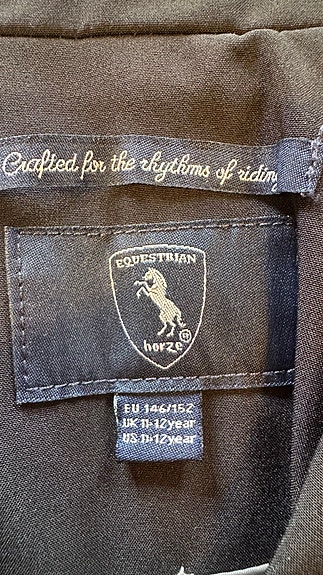 Crafted for the rhythms of riding
EQUESTRIAN
horze®
EU 146/152
UK 11-12year
US 11-12year